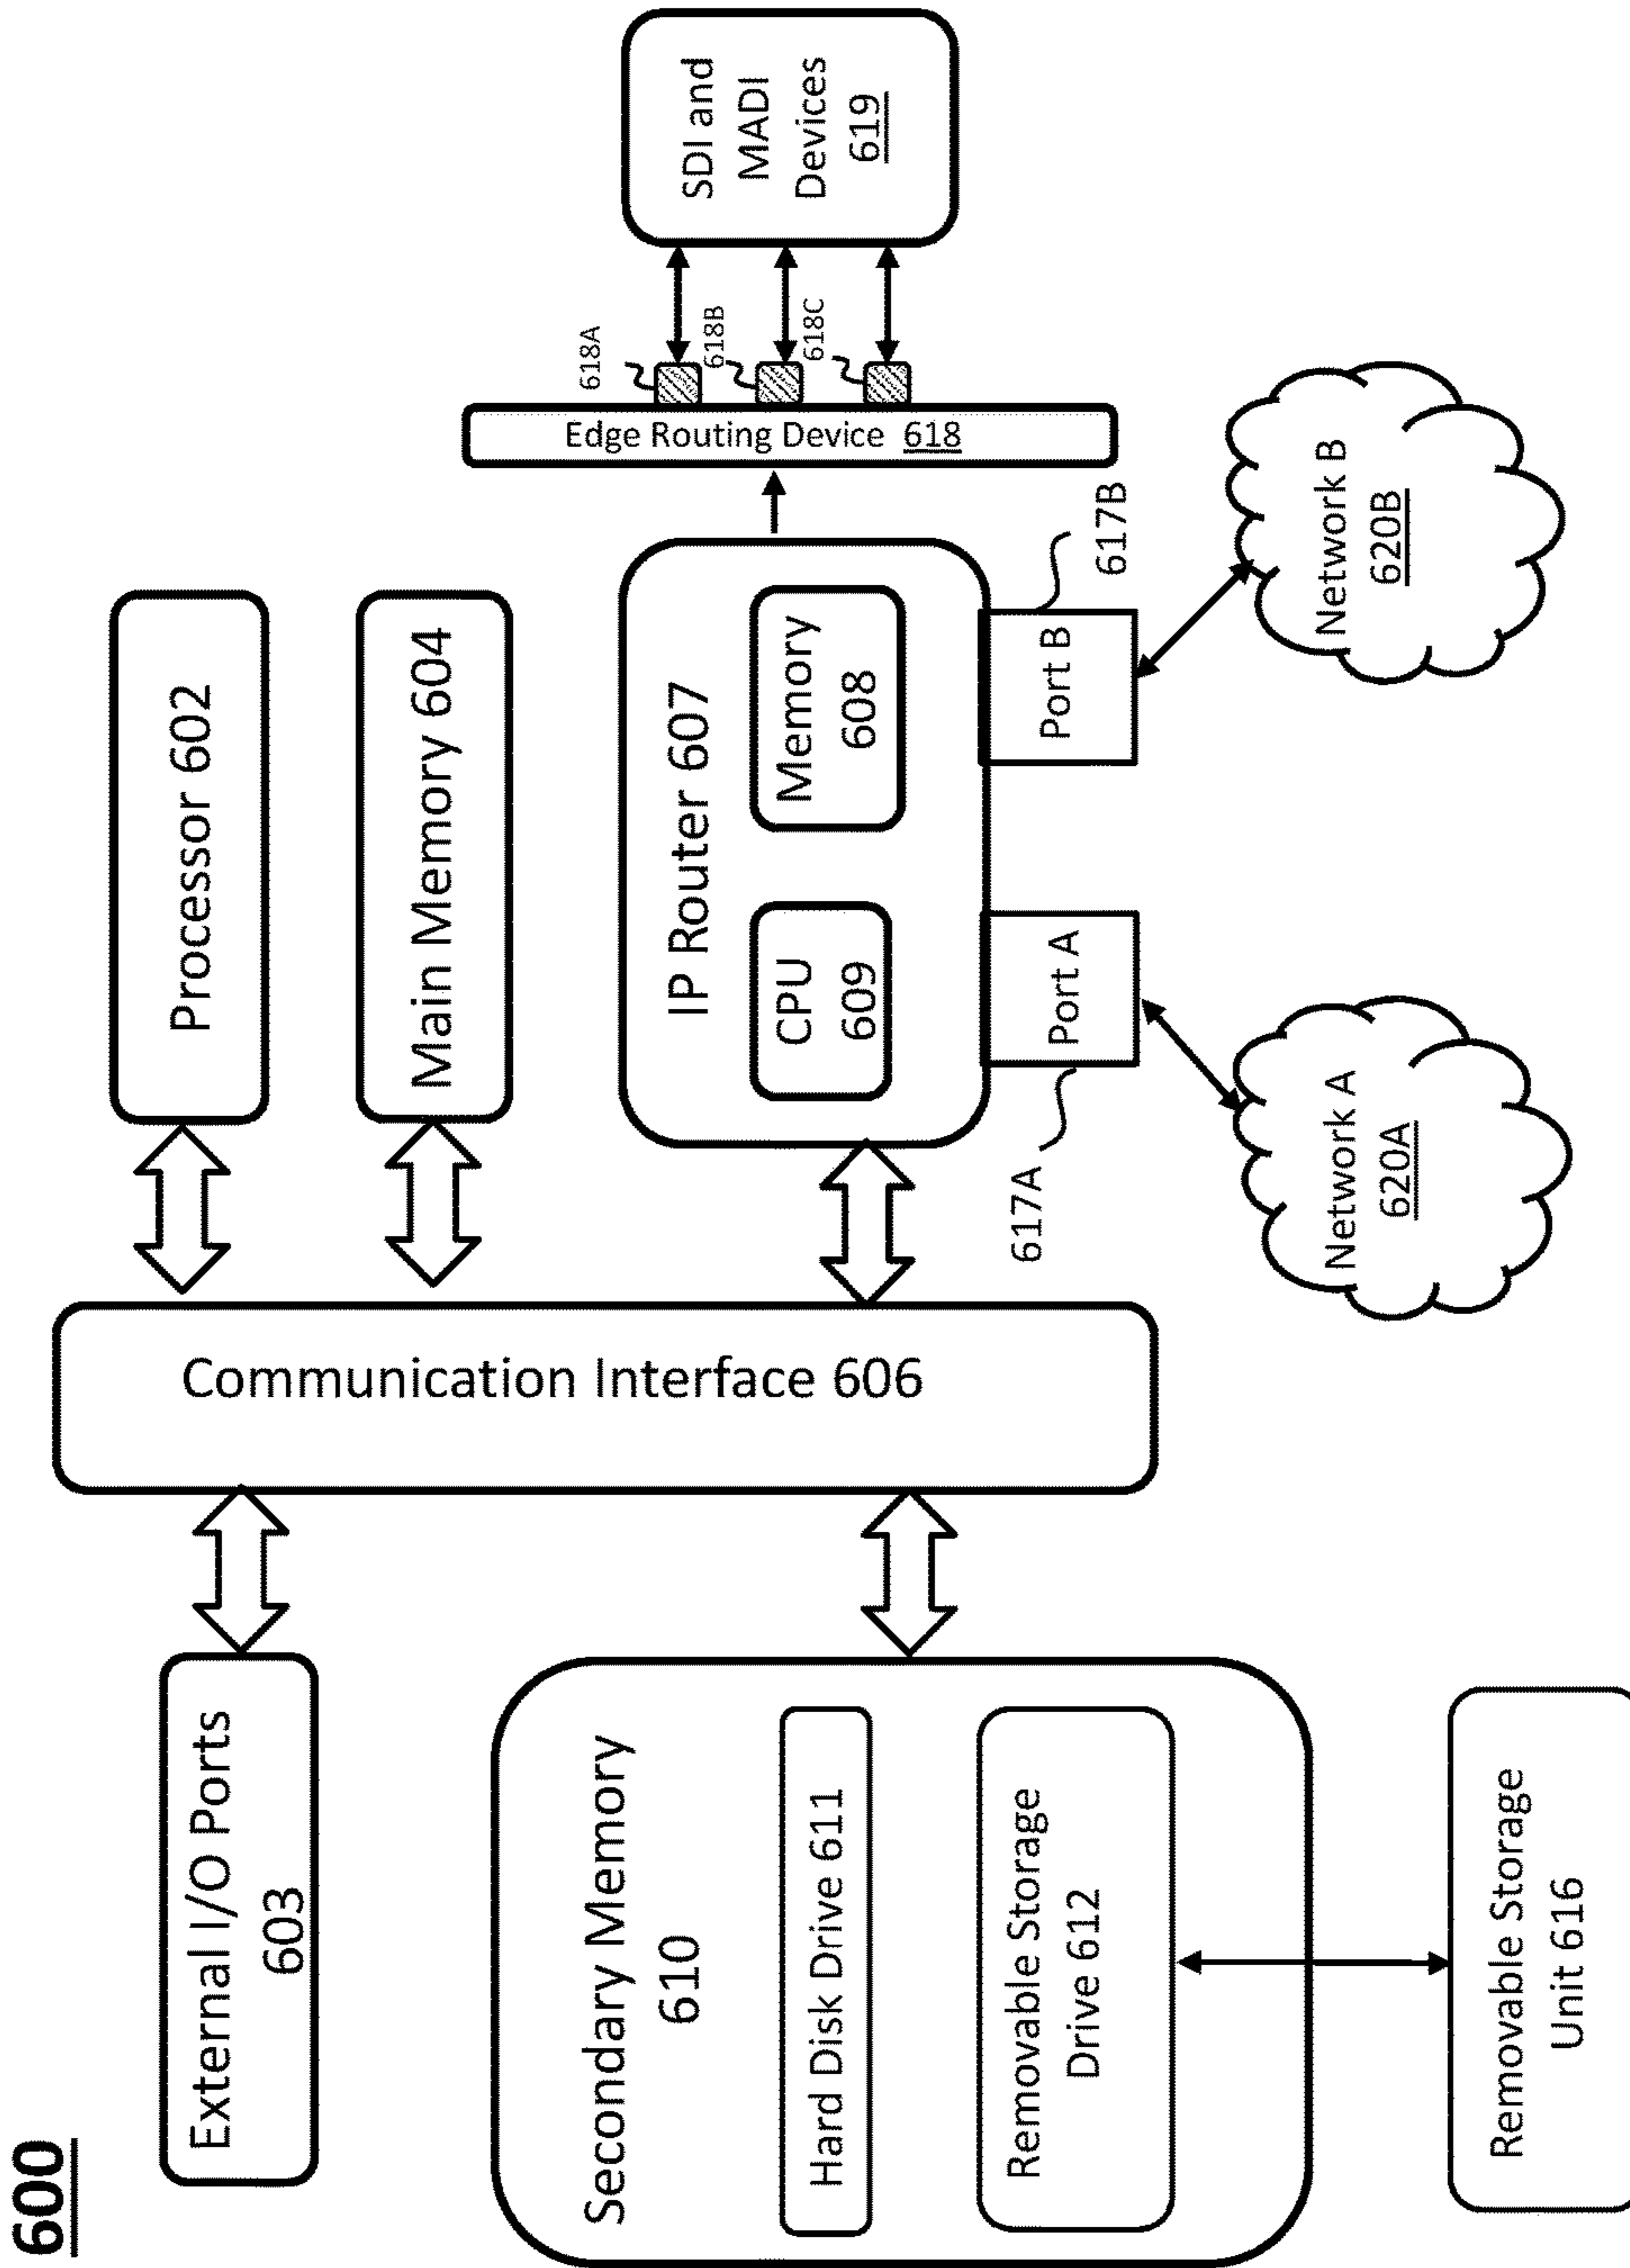 600
External I/O Ports
603
Secondary Memory
610
Hard Disk Drive 611
Removable Storage
Drive 612
Removable Storage
Unit 616
Communication Interface 606
Processor 602
Main Memory 604
IP Router 607
CPU
609
Memory
608
Port A
617A
Port B
617B
Network A
620A
Network B
620B
Edge Routing Device 618
618A
618B
618C
SDI and
MADI
Devices
619